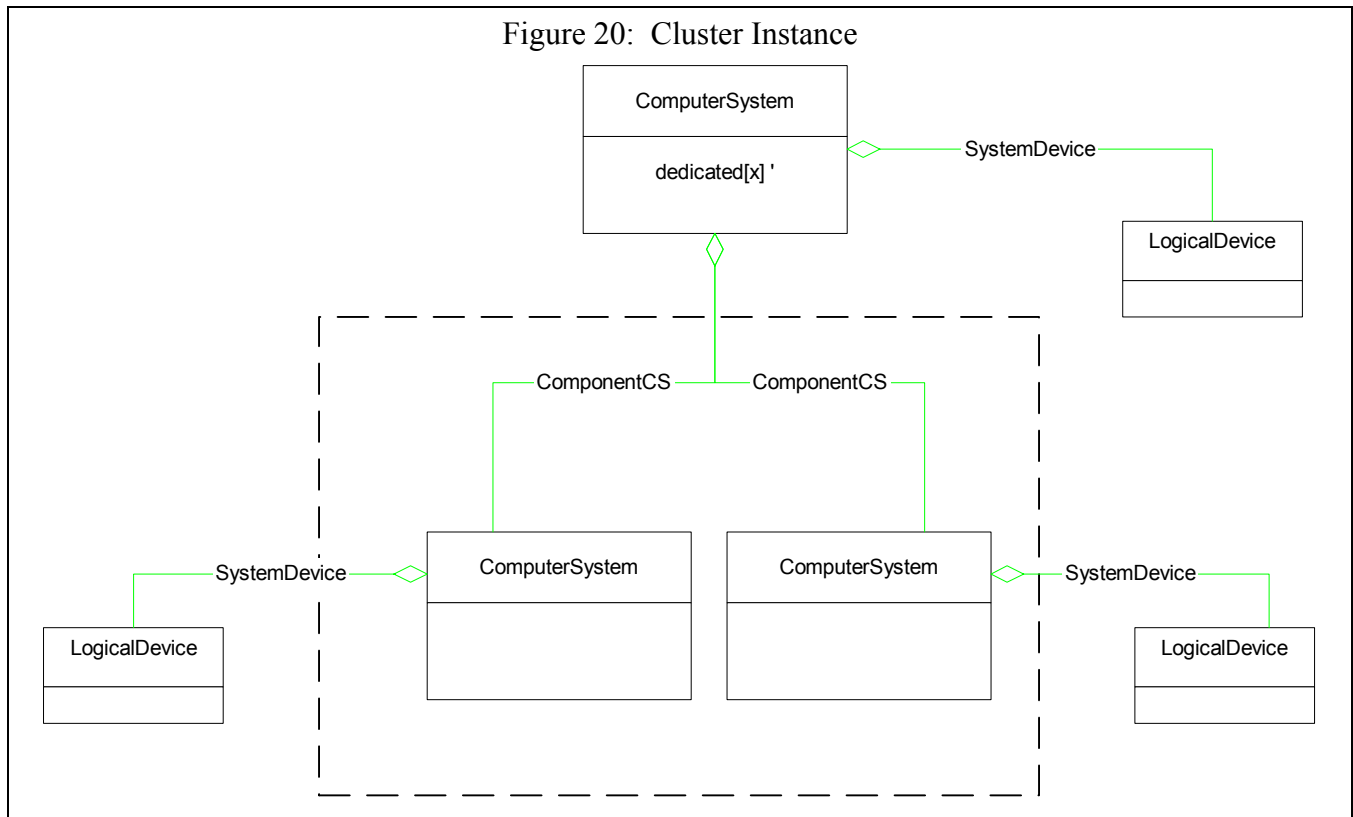 Figure 20:  Cluster Instance
ComputerSystem
dedicated[x] '
SystemDevice
LogicalDevice
ComponentCS
ComponentCS
ComputerSystem
ComputerSystem
SystemDevice
SystemDevice
LogicalDevice
LogicalDevice